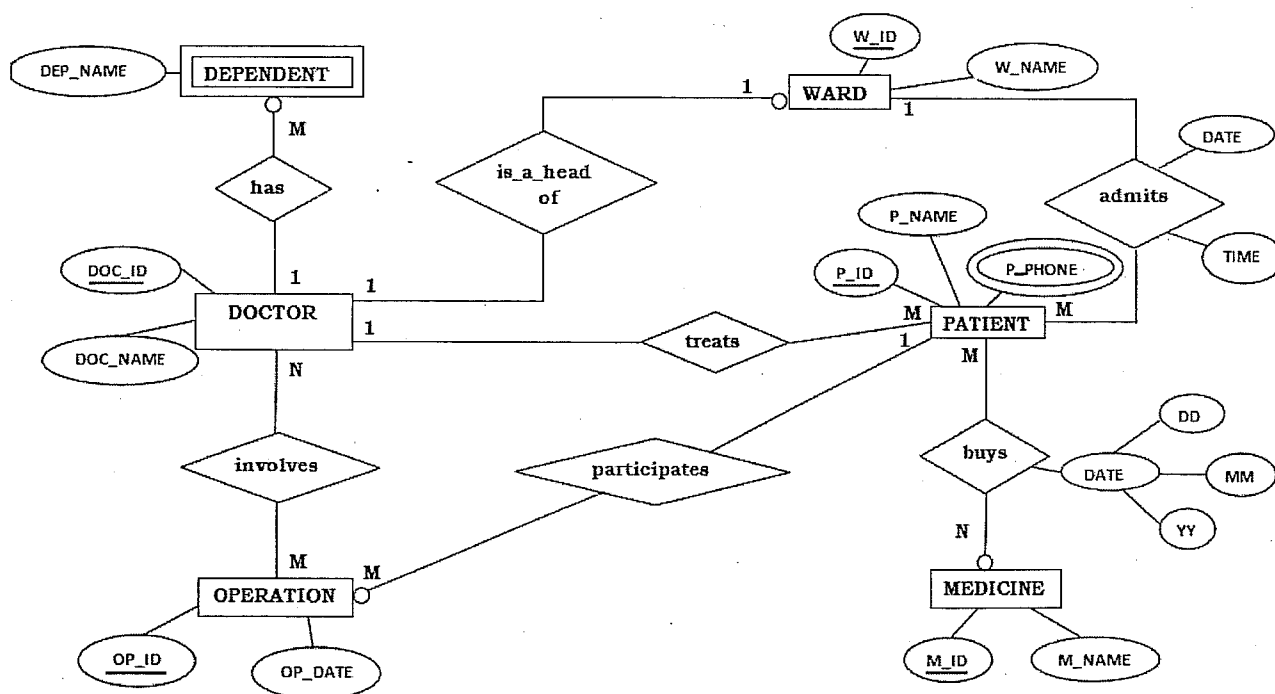 W_ID
DEP_NAME
DEPENDENT
W_NAME
1
WARD
1
M
DATE
has
is_a_head
of
admits
P_NAME
DOC_ID
P_ID
P_PHONE
TIME
1
1
DOCTOR
M
PATIENT
M
1
treats
1
DOC_NAME
N
M
DD
involves
participates
buys
DATE
MM
N
YY
M
M
OPERATION
MEDICINE
OP_ID
OP_DATE
M_ID
M_NAME